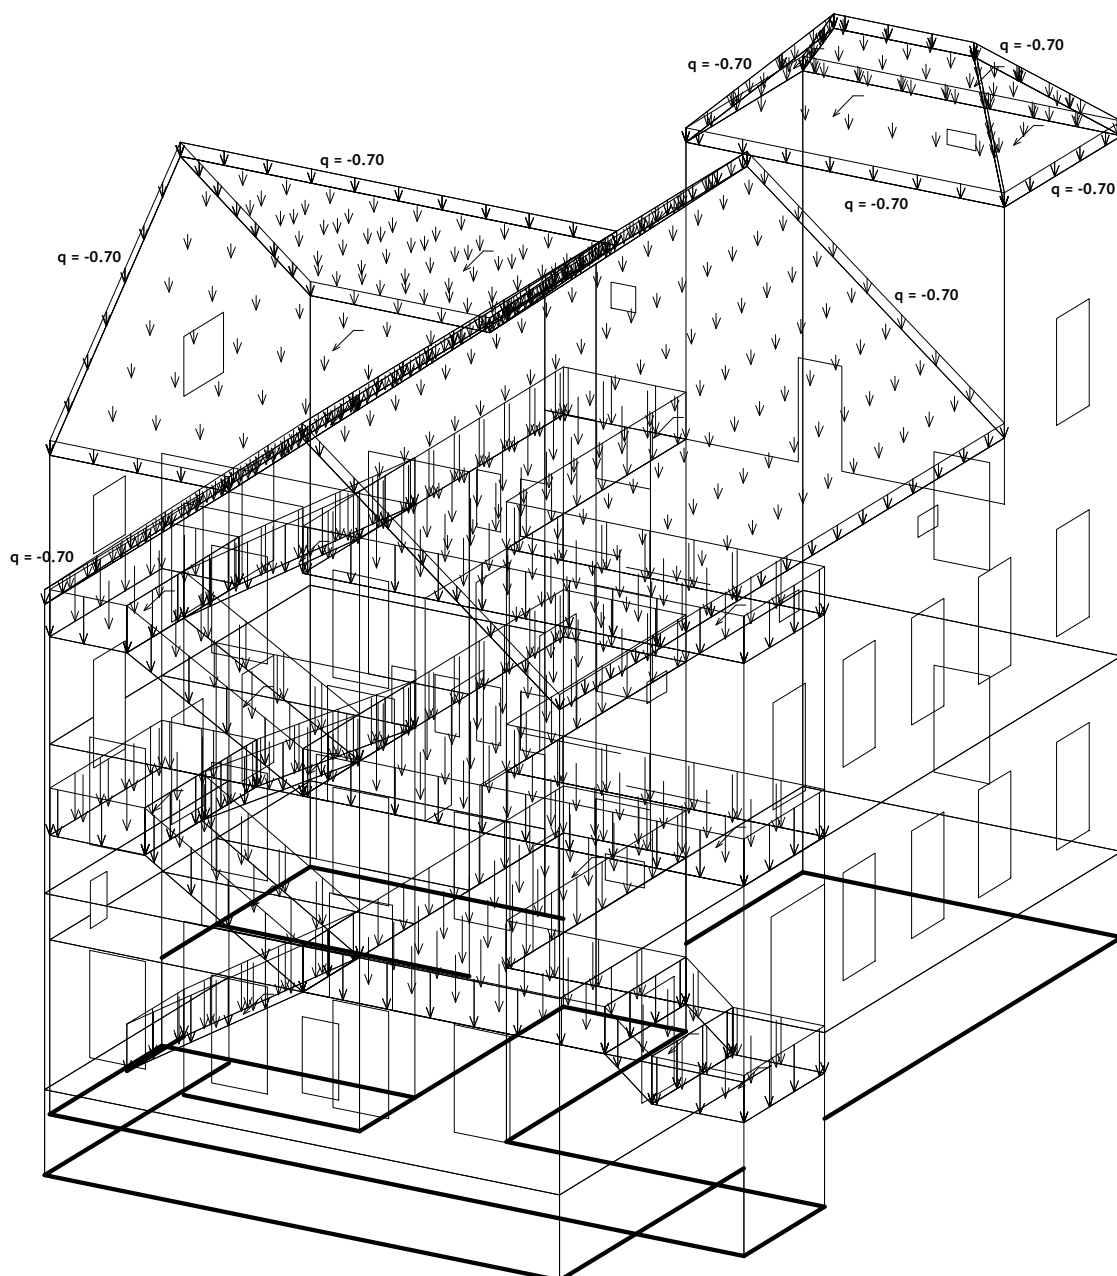 q = -0.70
q = -0.70
q = -0.70
q = -0.70
q = -0.70
q = -0.70
q = -0.70
q = -0.70